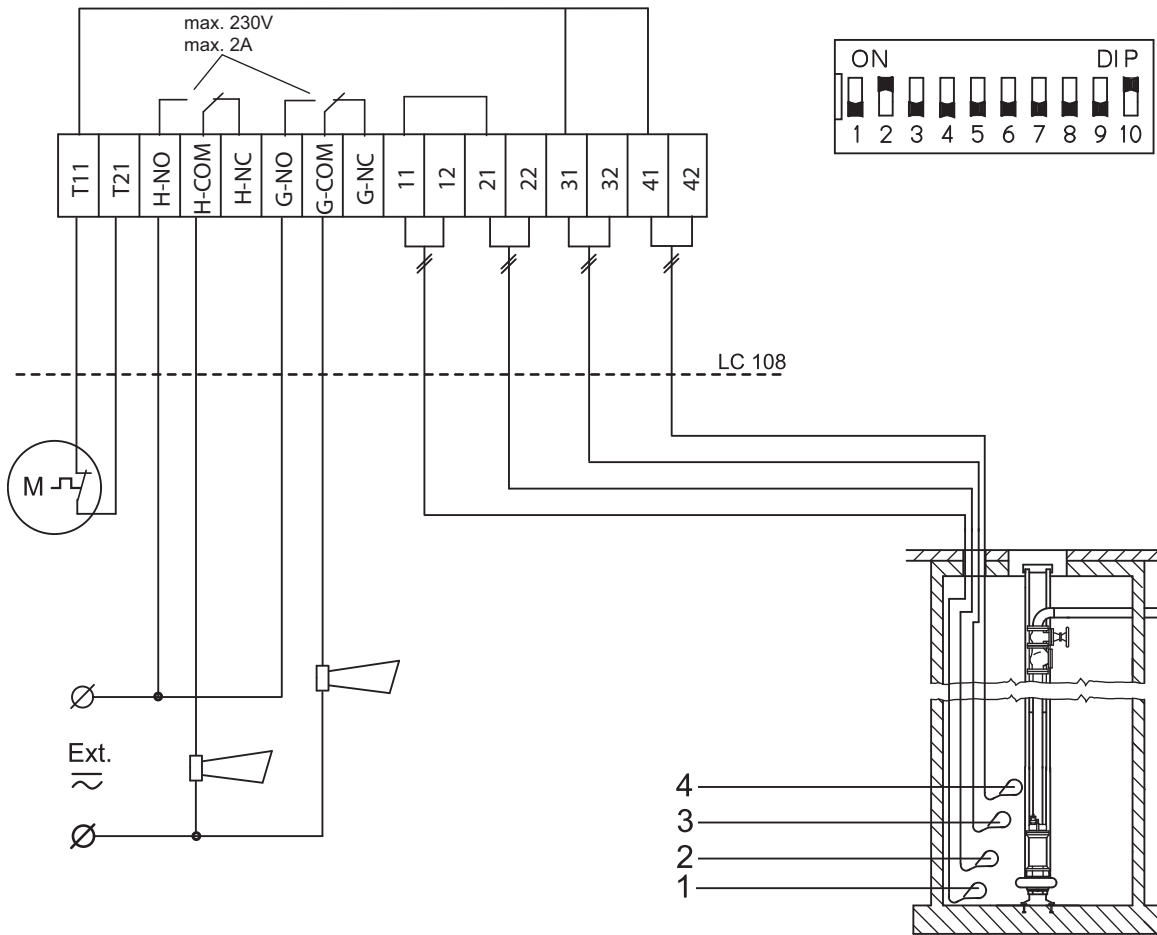 max. 230V
max. 2A
ON DIP
1 2 3 4 5 6 7 8 9 10
T11 T21 H-NO H-COM H-NC G-NO G-COM G-NC 11 12 21 22 31 32 41 42
LC 108
M
Ext.
4
3
2
1